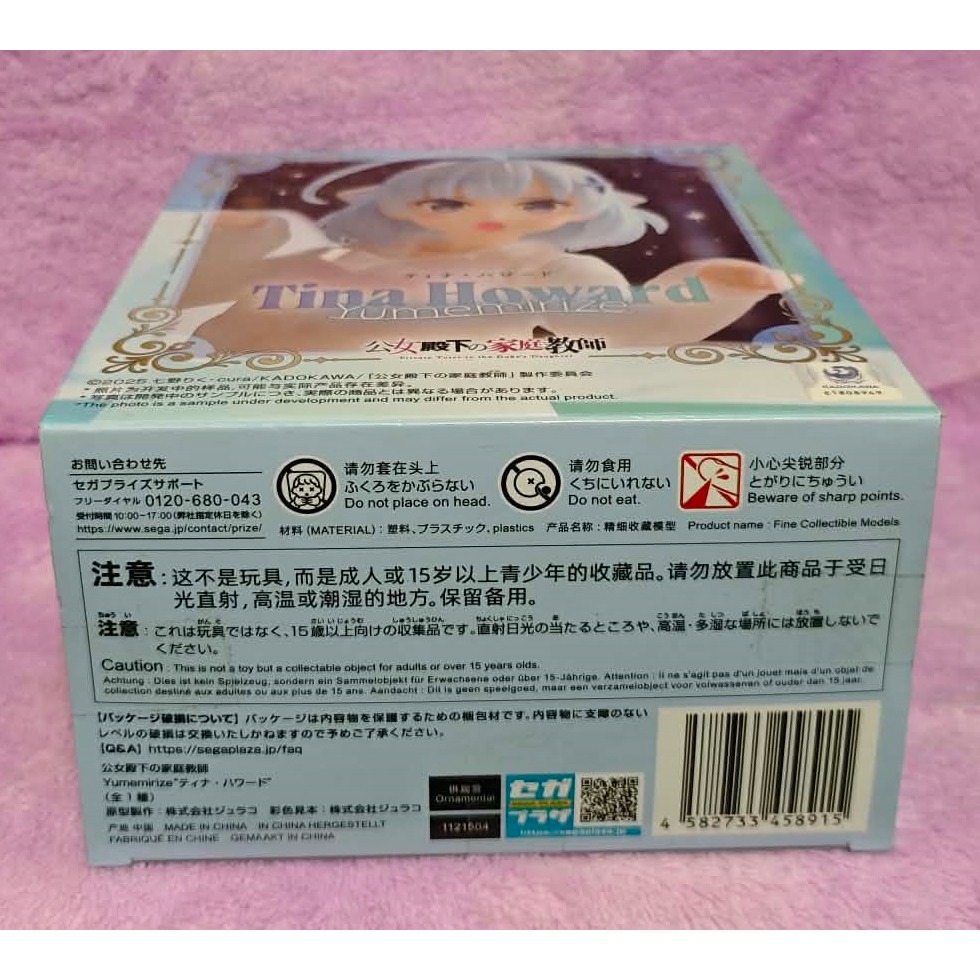 ティナ・ハワード
Tina Howard
Yumemirize
公女殿下の家庭教師
Private Tutor to the Duke's Daughter
©2025 七野りく・cura/KADOKAWA/「公女殿下の家庭教師」製作委員会
*照片为开发中的样品,可能与实际产品存在差异。
*写真は開発中のサンプルにつき、実際の商品とは異なる場合があります。
*The photo is a sample under development and may differ from the actual product.
KADOKAWA
お問い合わせ先
セガプライズサポート
フリーダイヤル 0120-680-043
受付時間 10:00~17:00(弊社指定休日を除く)
https://www.sega.jp/contact/prize/
请勿套在头上
ふくろをかぶらない
Do not place on head.
请勿食用
くちにいれない
Do not eat.
小心尖锐部分
とがりにちゅうい
Beware of sharp points.
材料 (MATERIAL) : 塑料、プラスチック、plastics 产品名称 : 精细收藏模型 Product name : Fine Collectible Models
注意 : 这不是玩具,而是成人或15岁以上青少年的收藏品。请勿放置此商品于受日
光直射,高温或潮湿的地方。保留备用。
注意 : これは玩具ではなく、15歳以上向けの収集品です。直射日光の当たるところや、高温・多湿な場所には放置しないで
ください。
Caution : This is not a toy but a collectable object for adults or over 15 years olds.
Achtung : Dies ist kein Spielzeug, sondern ein Sammelobjekt für Erwachsene oder über 15-Jährige. Attention : Il ne s'agit pas d'un jouet mais d'un objet de
collection destiné aux adultes ou aux plus de 15 ans. Aandacht : Dit is geen speelgoed, maar een verzamelobject voor volwassenen of ouder dan 15 jaar.
【パッケージ破損について】パッケージは内容物を保護するための梱包材です。内容物に支障のない
レベルの破損は交換いたしかねますので予めご了承ください。
【Q&A】https://segaplaza.jp/faq
公女殿下の家庭教師
Yumemirize"ティナ・ハワード"
(全1種)
原型製作 : 株式会社ジュラコ 彩色見本 : 株式会社ジュラコ
产地 中国 MADE IN CHINA IN CHINA HERGESTELLT
FABRIQUÉ EN CHINE GEMAAKT IN CHINA
Ornamental
1121504
セガ
プラザ
https://segaplaza.jp
4 582733 458915